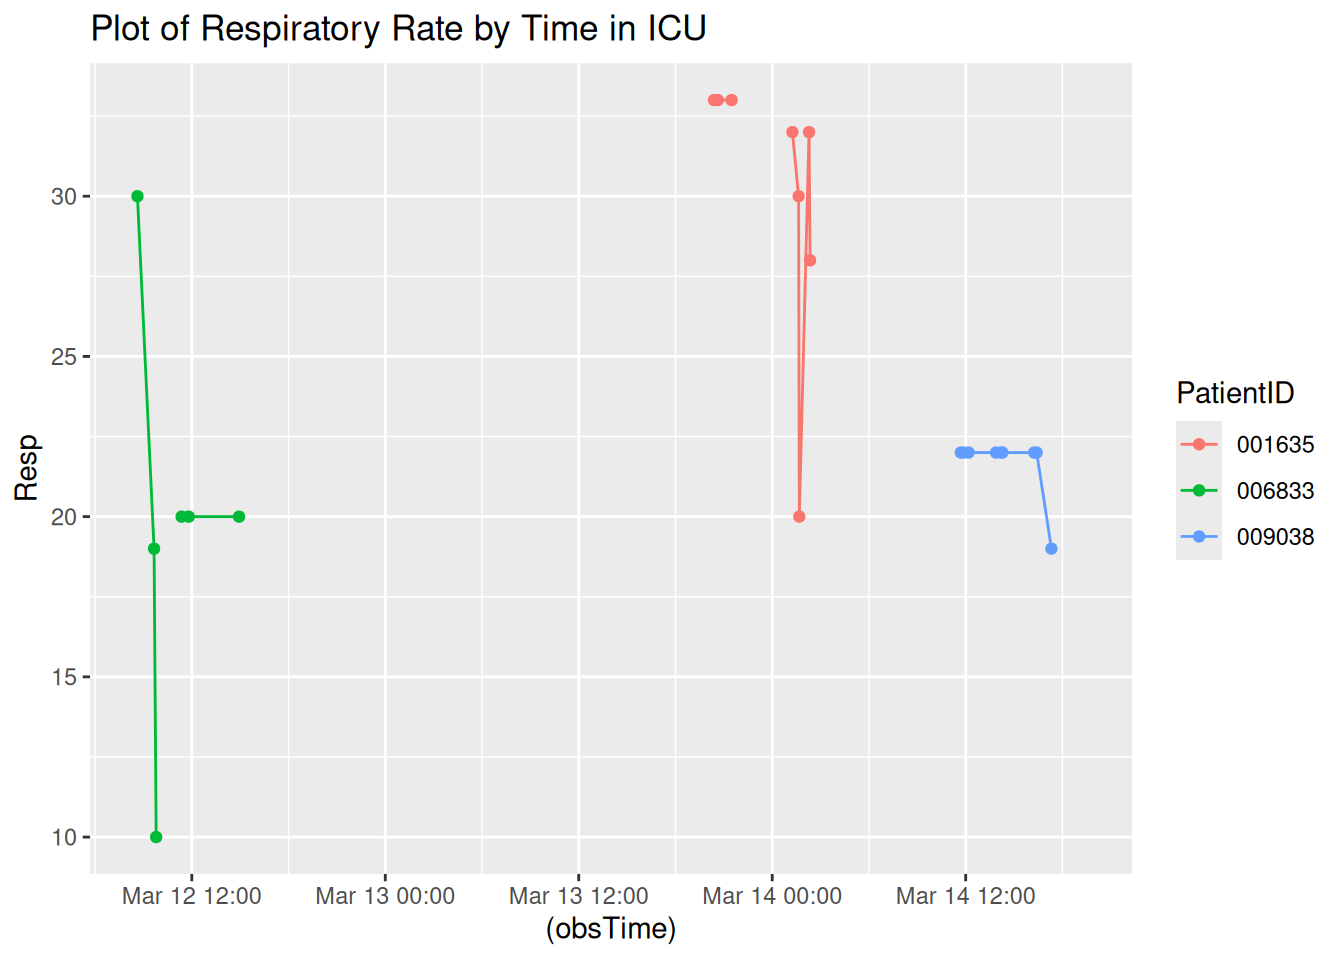 Plot of Respiratory Rate by Time in ICU
Resp
30
25
20
15
10
Mar 12 12:00
Mar 13 00:00
Mar 13 12:00
Mar 14 00:00
Mar 14 12:00
(obsTime)
PatientID
001635
006833
009038